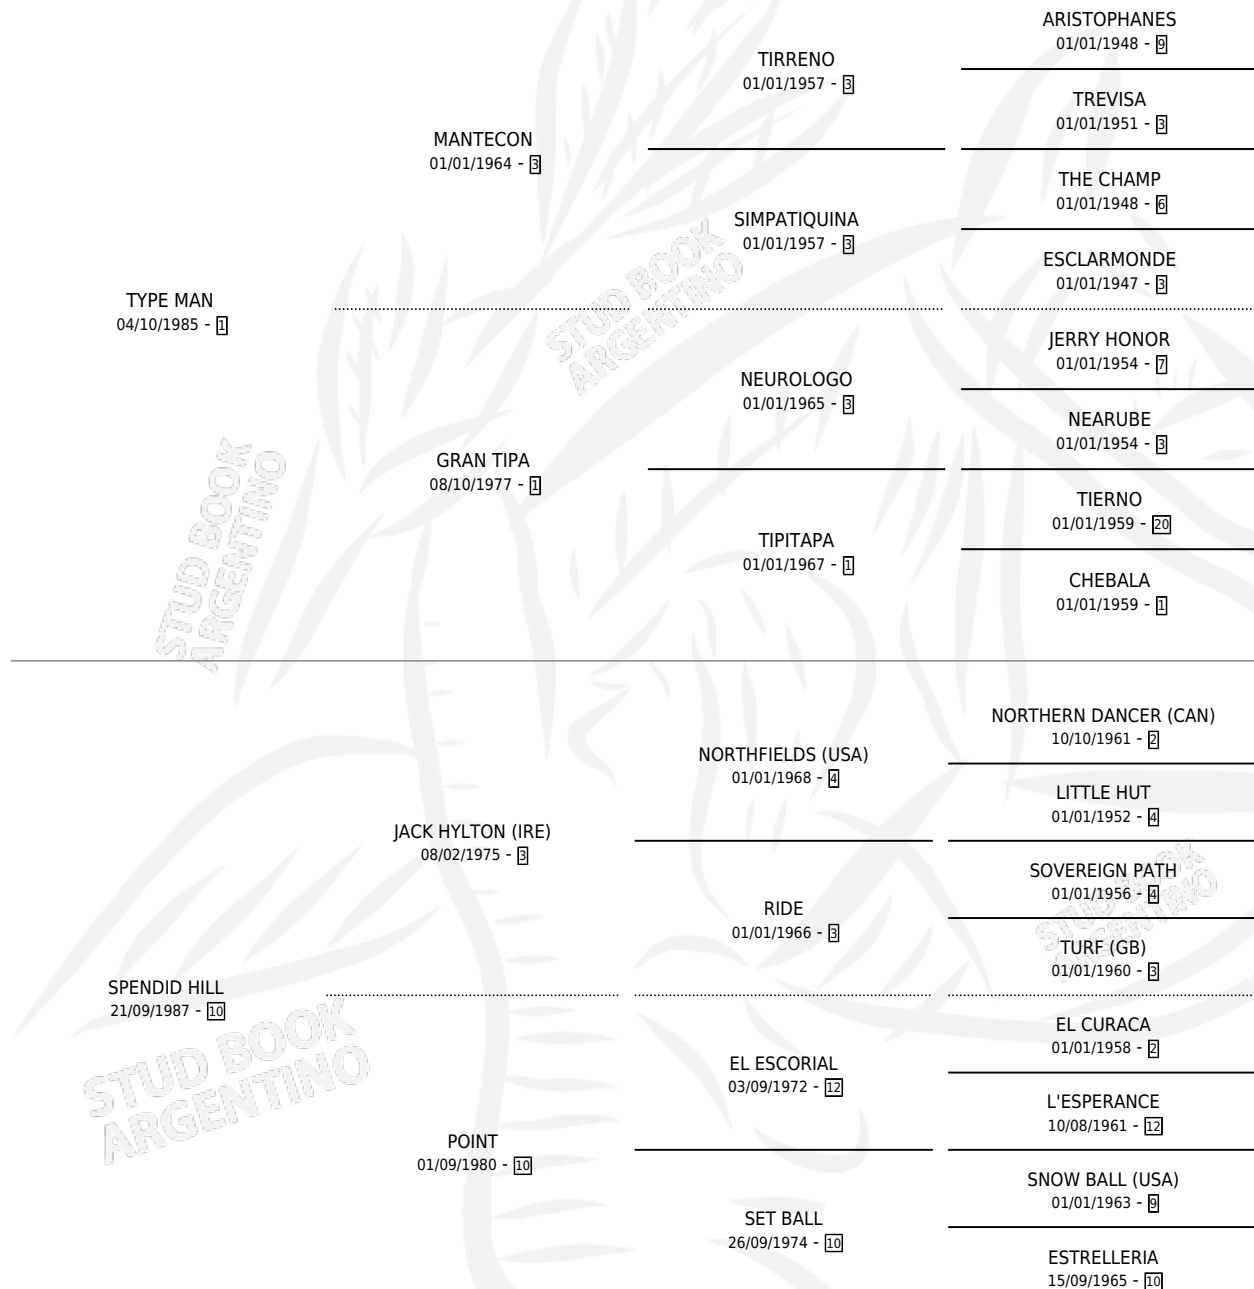 ARISTOPHANES
01/01/1948 - 9
TIRRENO
01/01/1957 - 3
TREVISA
01/01/1951 - 3
MANTECON
01/01/1964 - 3
THE CHAMP
01/01/1948 - 6
SIMPATIQUINA
01/01/1957 - 3
ESCLARMONDE
01/01/1947 - 3
TYPE MAN
04/10/1985 - 1
JERRY HONOR
01/01/1954 - 7
NEUROLOGO
01/01/1965 - 3
NEARUBE
01/01/1954 - 3
GRAN TIPA
08/10/1977 - 1
TIERNO
01/01/1959 - 20
TIPITAPA
01/01/1967 - 1
CHEBALA
01/01/1959 - 1
NORTHERN DANCER (CAN)
10/10/1961 - 2
NORTHFIELDS (USA)
01/01/1968 - 4
LITTLE HUT
01/01/1952 - 4
JACK HYLTON (IRE)
08/02/1975 - 3
SOVEREIGN PATH
01/01/1956 - 4
RIDE
01/01/1966 - 3
TURF (GB)
01/01/1960 - 3
SPENDID HILL
21/09/1987 - 10
EL CURACA
01/01/1958 - 2
EL ESCORIAL
03/09/1972 - 12
L'ESPERANCE
10/08/1961 - 12
POINT
01/09/1980 - 10
SNOW BALL (USA)
01/01/1963 - 9
SET BALL
26/09/1974 - 10
ESTRELLERIA
15/09/1965 - 10
STUD BOOK
ARGENTINO
STUD BOOK
ARGENTINO
STUD BOOK
ARGENTINO
STUD BOOK
ARGENTINO